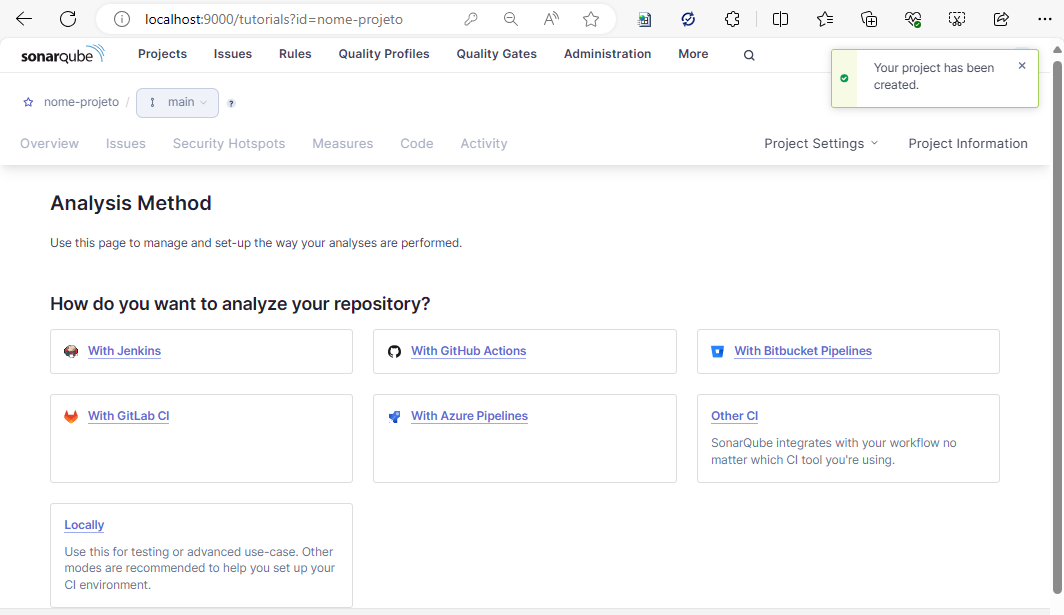 localhost:9000/tutorials?id=nome-projeto
sonarqube Projects Issues Rules Quality Profiles Quality Gates Administration More
Your project has been
created.
nome-projeto / main ?
Overview Issues Security Hotspots Measures Code Activity Project Settings Project Information
Analysis Method
Use this page to manage and set-up the way your analyses are performed.
How do you want to analyze your repository?
With Jenkins
With GitHub Actions
With Bitbucket Pipelines
With GitLab CI
With Azure Pipelines
Other CI
SonarQube integrates with your workflow no
matter which CI tool you're using.
Locally
Use this for testing or advanced use-case. Other
modes are recommended to help you set up your
CI environment.